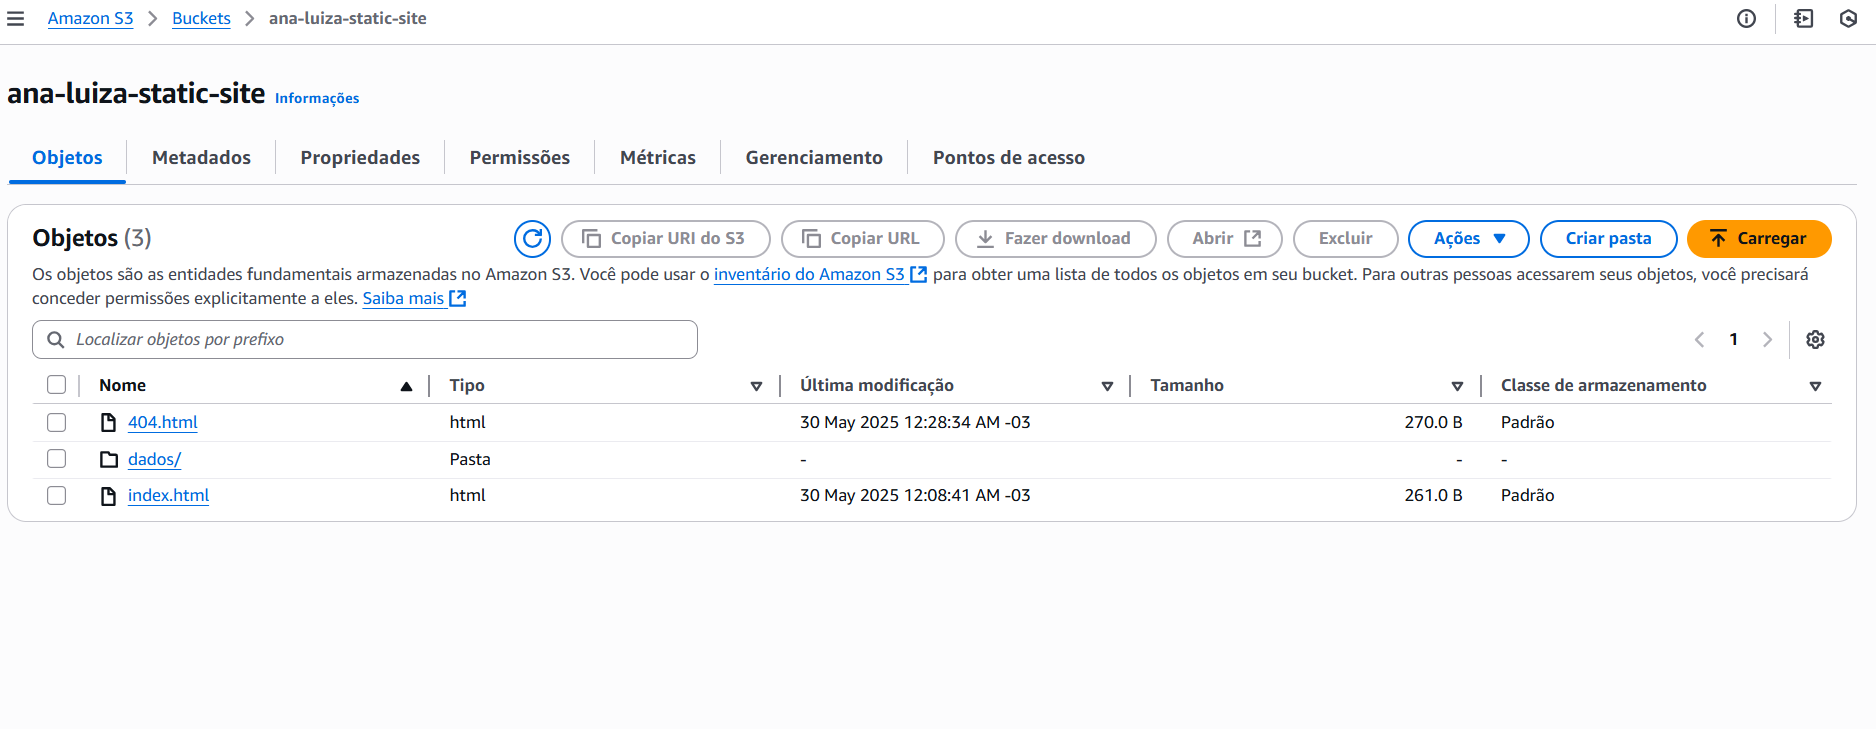 Amazon S3 > Buckets > ana-luiza-static-site
ana-luiza-static-site Informações
Objetos Metadados Propriedades Permissões Métricas Gerenciamento Pontos de acesso
Objetos (3) Copiar URI do S3 Copiar URL Fazer download Abrir Excluir Ações Criar pasta Carregar
Os objetos são as entidades fundamentais armazenadas no Amazon S3. Você pode usar o inventário do Amazon S3 para obter uma lista de todos os objetos em seu bucket. Para outras pessoas acessarem seus objetos, você precisará
conceder permissões explicitamente a eles. Saiba mais
Localizar objetos por prefixo 1
Nome Tipo Última modificação Tamanho Classe de armazenamento
404.html html 30 May 2025 12:28:34 AM -03 270.0 B Padrão
dados/ Pasta - - -
index.html html 30 May 2025 12:08:41 AM -03 261.0 B Padrão